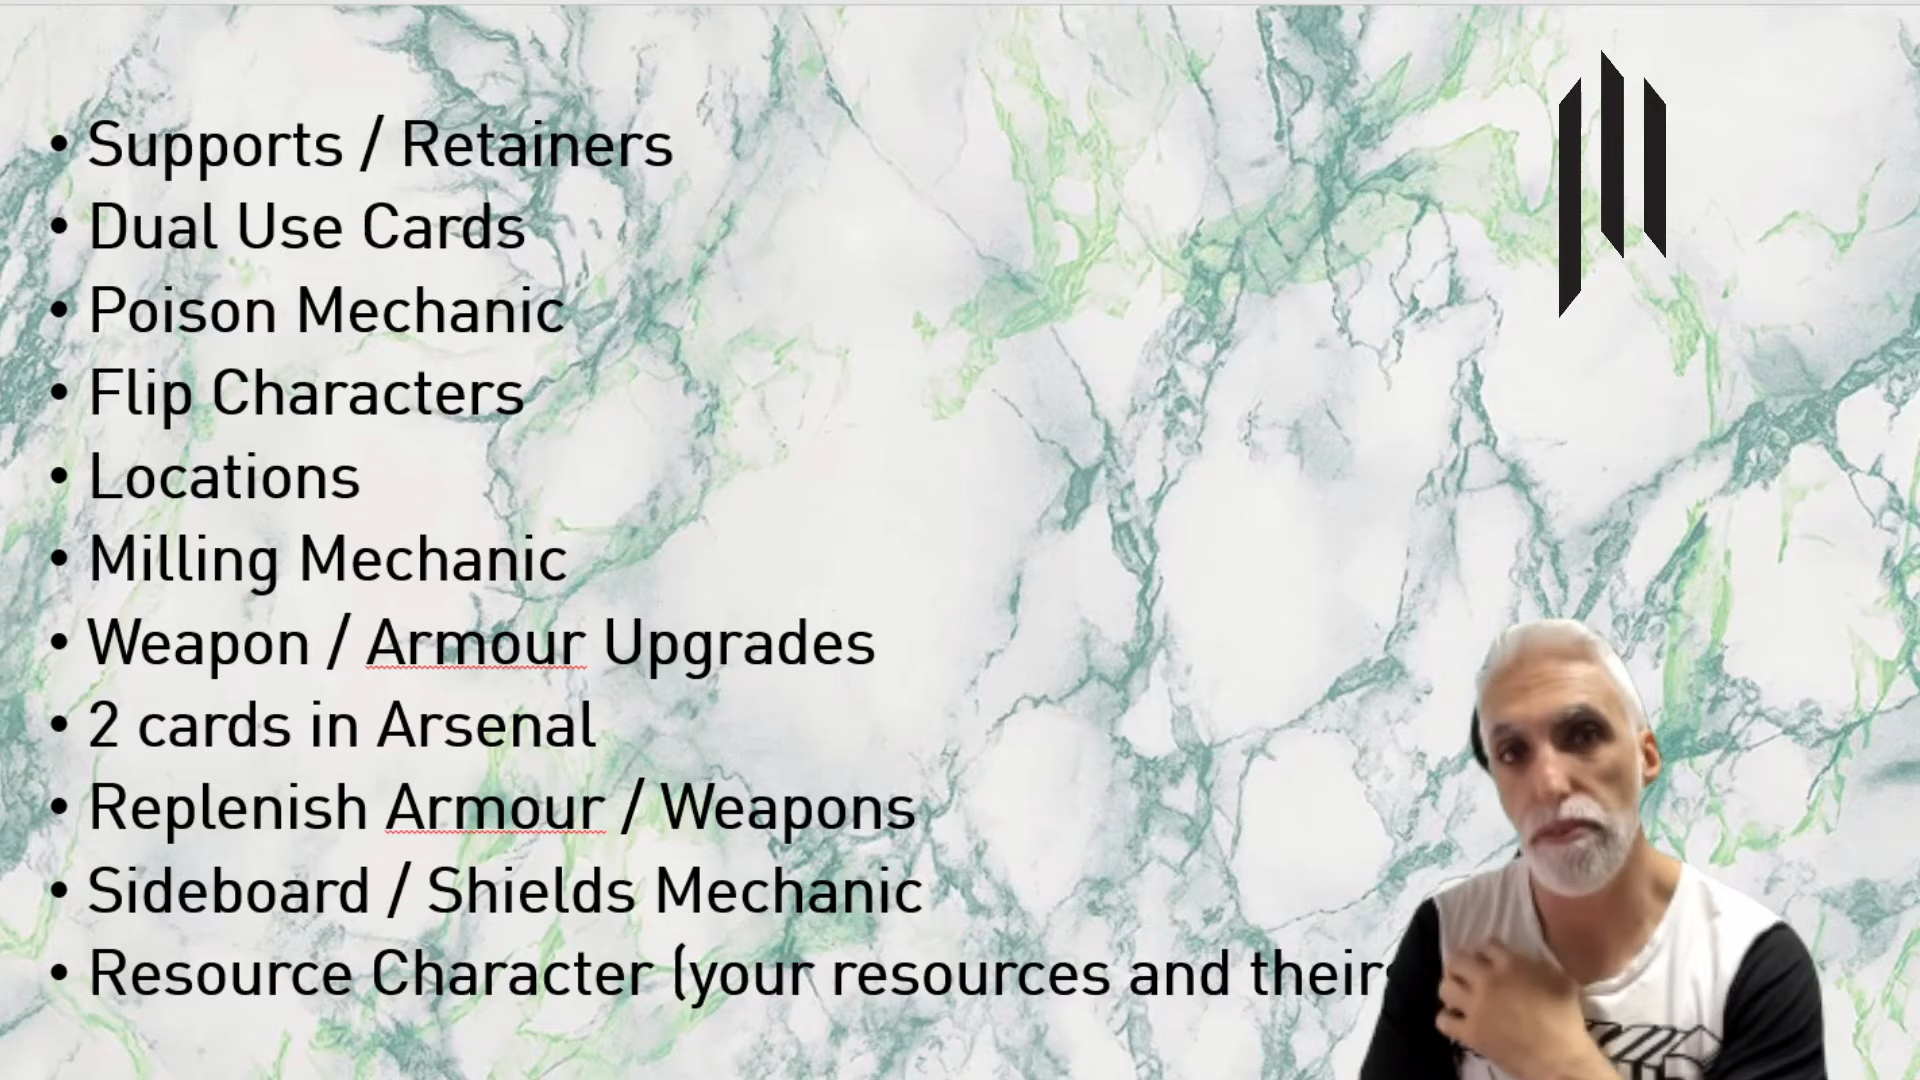 • Supports / Retainers
• Dual Use Cards
• Poison Mechanic
• Flip Characters
• Locations
• Milling Mechanic
• Weapon / Armour Upgrades
• 2 cards in Arsenal
• Replenish Armour / Weapons
• Sideboard / Shields Mechanic
• Resource Character (your resources and theirs